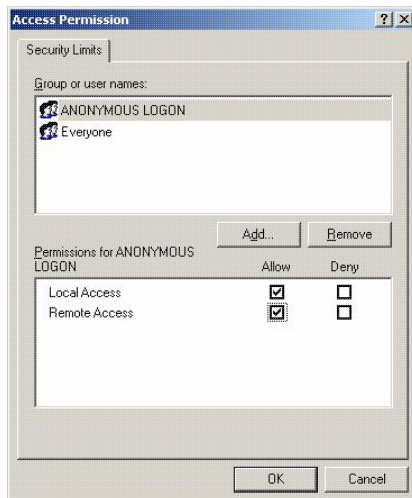 Access Permission
Security Limits
Group or user names:
ANONYMOUS LOGON
Everyone
Add... Remove
Permissions for ANONYMOUS
LOGON Allow Deny
Local Access
Remote Access
OK Cancel